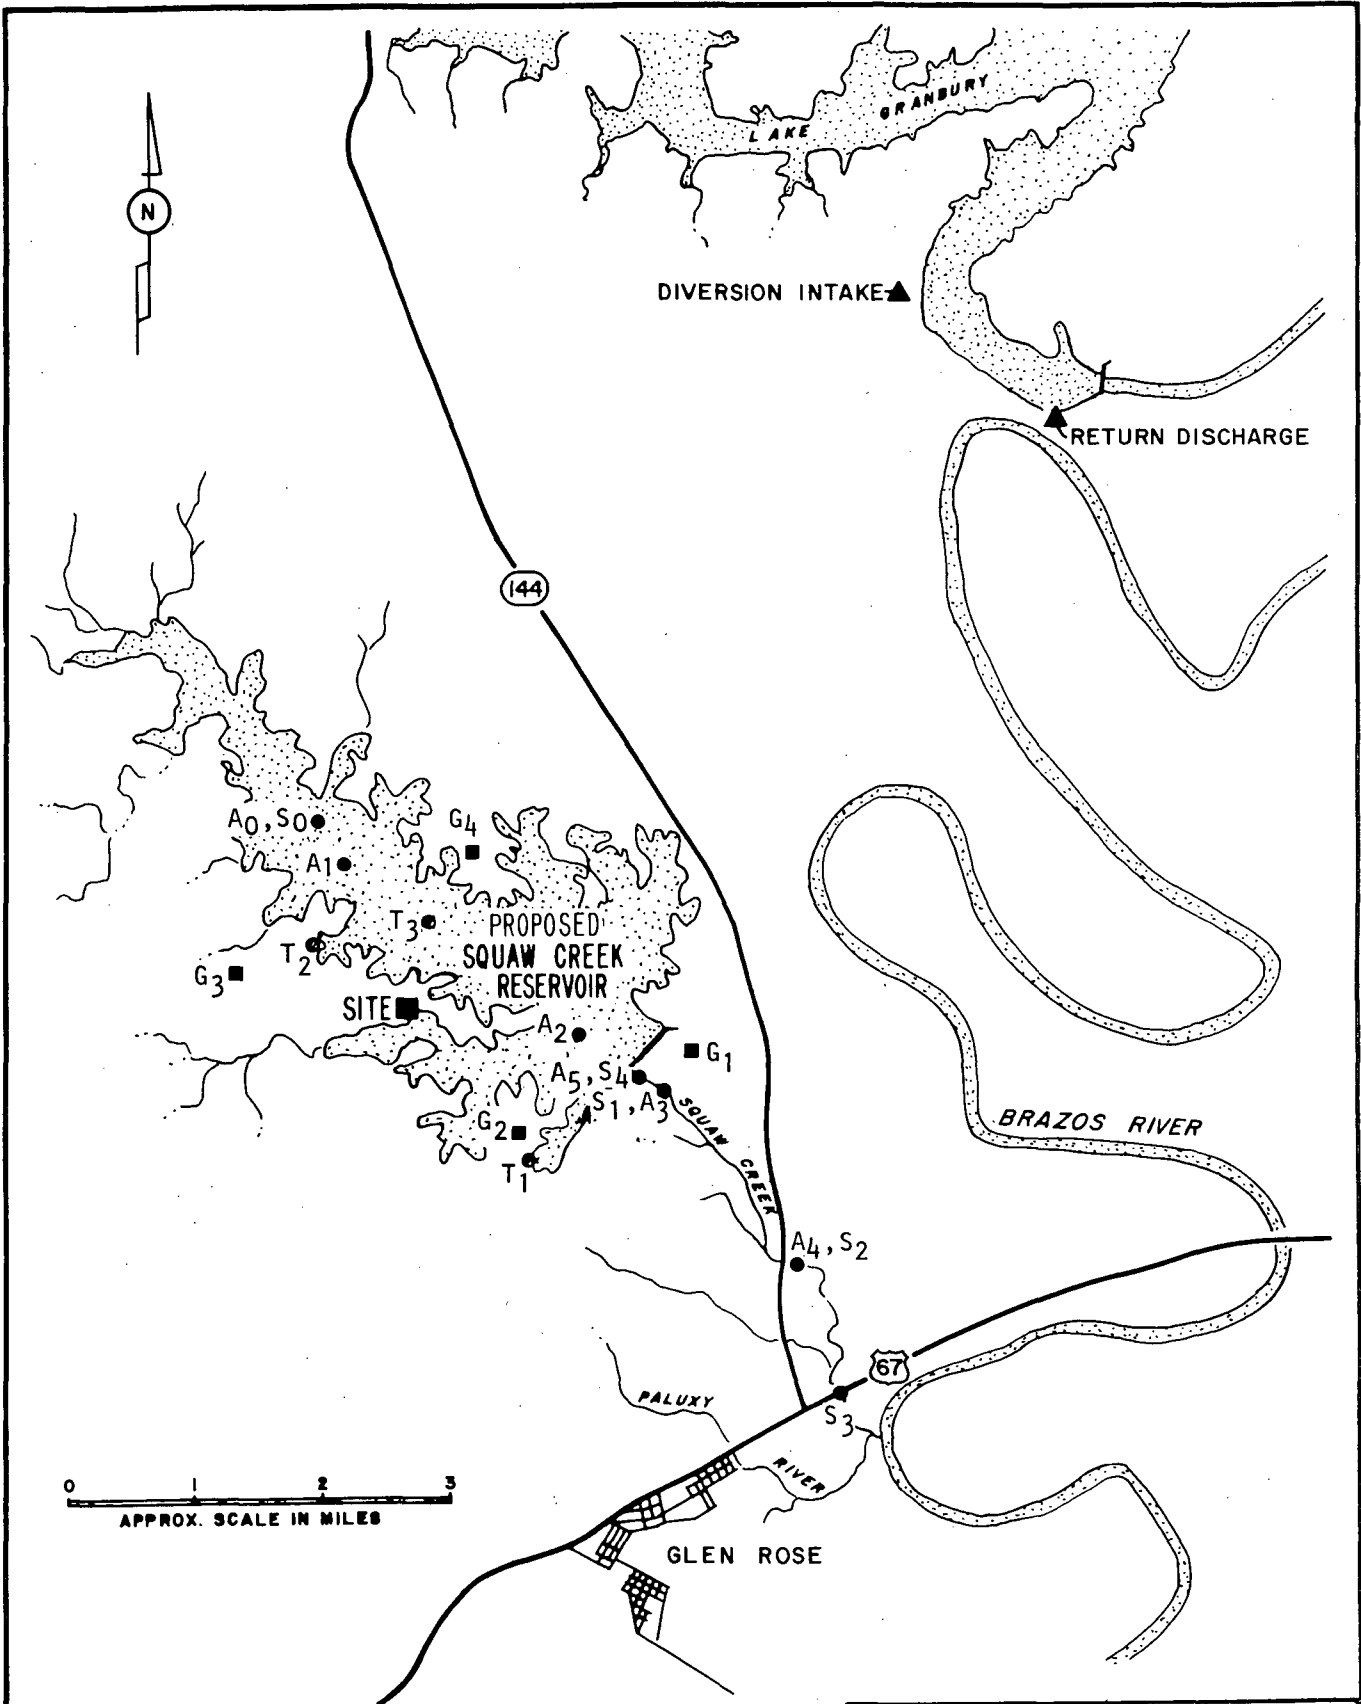 LAKE GRANBURY
N
DIVERSION INTAKE
RETURN DISCHARGE
144
A0, S0
G4
A1
T3
PROPOSED
SQUAW CREEK
RESERVOIR
T2
G3
SITE
A2
G1
A5, S4
S1, A3
SQUAW CREEK
G2
T1
BRAZOS RIVER
A4, S2
67
PALUXY RIVER
S3
0 1 2 3
APPROX. SCALE IN MILES
GLEN ROSE